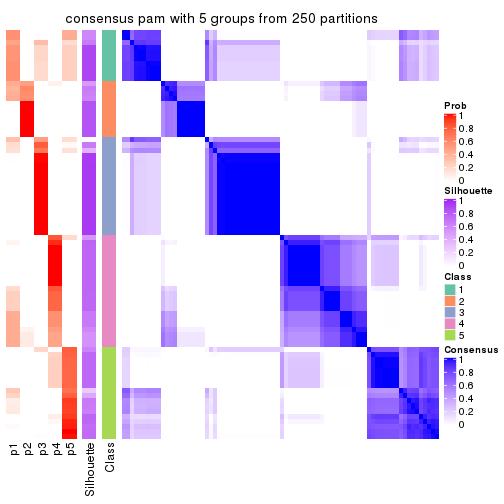 consensus pam with 5 groups from 250 partitions
Prob
1
0.8
0.6
0.4
0.2
0
Silhouette
1
0.8
0.6
0.4
0.2
0
Class
1
2
3
4
5
Consensus
1
0.8
0.6
0.4
0.2
0
p1
p2
p3
p4
p5
Silhouette
Class